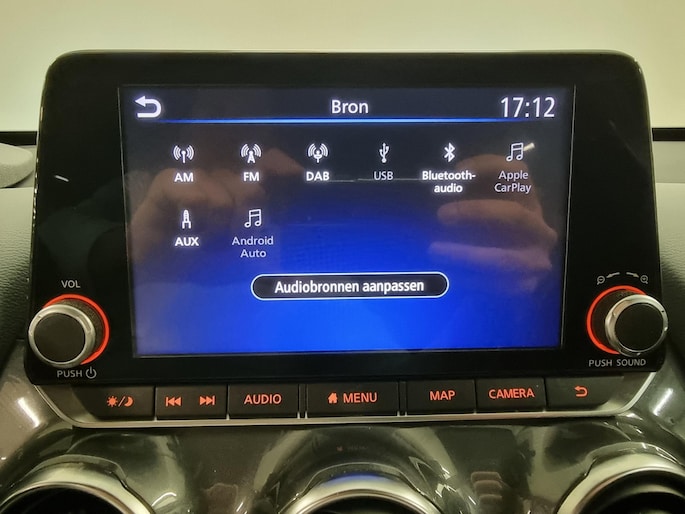 Bron
17:12
AM
FM
DAB
USB
Bluetooth-
audio
Apple
CarPlay
AUX
Android
Auto
Audiobronnen aanpassen
VOL
PUSH
PUSH SOUND
AUDIO
MENU
MAP
CAMERA